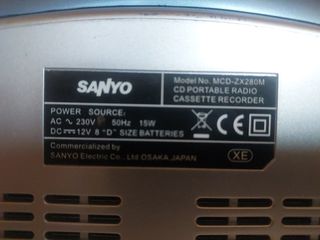 SANYO
Model No. MCD-ZX280M
CD PORTABLE RADIO
CASSETTE RECORDER
POWER SOURCE:
AC ∿ 230V 50Hz 15W
DC ⎓ 12V 8 "D" SIZE BATTERIES
Commercialized by
SANYO Electric Co., Ltd OSAKA, JAPAN
CE
XE